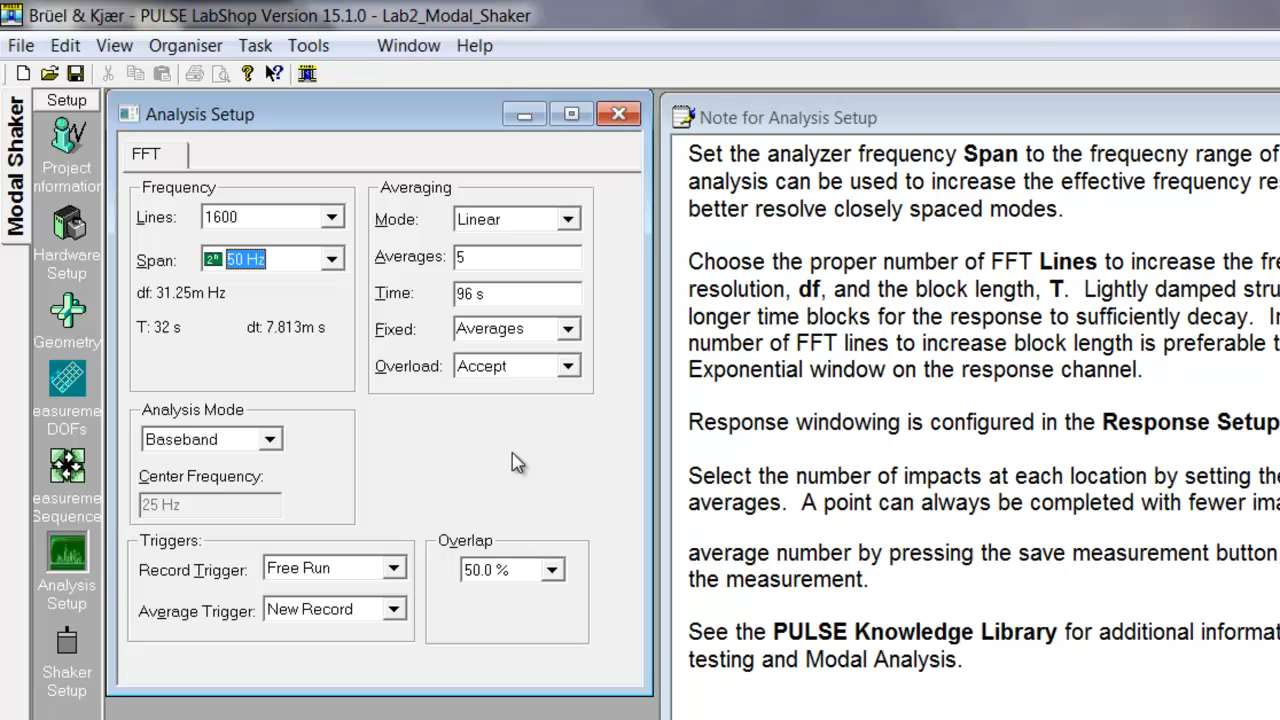 Brüel & Kjær - PULSE LabShop Version 15.1.0 - Lab2_Modal_Shaker
File Edit View Organiser Task Tools Window Help
Modal Shaker
Setup
Project
nformation
Hardware
Setup
Geometry
easureme
DOFs
easureme
Sequence
Analysis
Setup
Shaker
Setup
Analysis Setup
FFT
Frequency
Lines: 1600
Span: 2ⁿ 50 Hz
df: 31.25m Hz
T: 32 s dt: 7.813m s
Averaging
Mode: Linear
Averages: 5
Time: 96 s
Fixed: Averages
Overload: Accept
Analysis Mode
Baseband
Center Frequency:
25 Hz
Triggers:
Record Trigger: Free Run
Average Trigger: New Record
Overlap
50.0 %
Note for Analysis Setup
Set the analyzer frequency Span to the frequecny range of
analysis can be used to increase the effective frequency re
better resolve closely spaced modes.
Choose the proper number of FFT Lines to increase the fre
resolution, df, and the block length, T. Lightly damped stru
longer time blocks for the response to sufficiently decay. I
number of FFT lines to increase block length is preferable t
Exponential window on the response channel.
Response windowing is configured in the Response Setup
Select the number of impacts at each location by setting the
averages. A point can always be completed with fewer ima
average number by pressing the save measurement button
the measurement.
See the PULSE Knowledge Library for additional informat
testing and Modal Analysis.